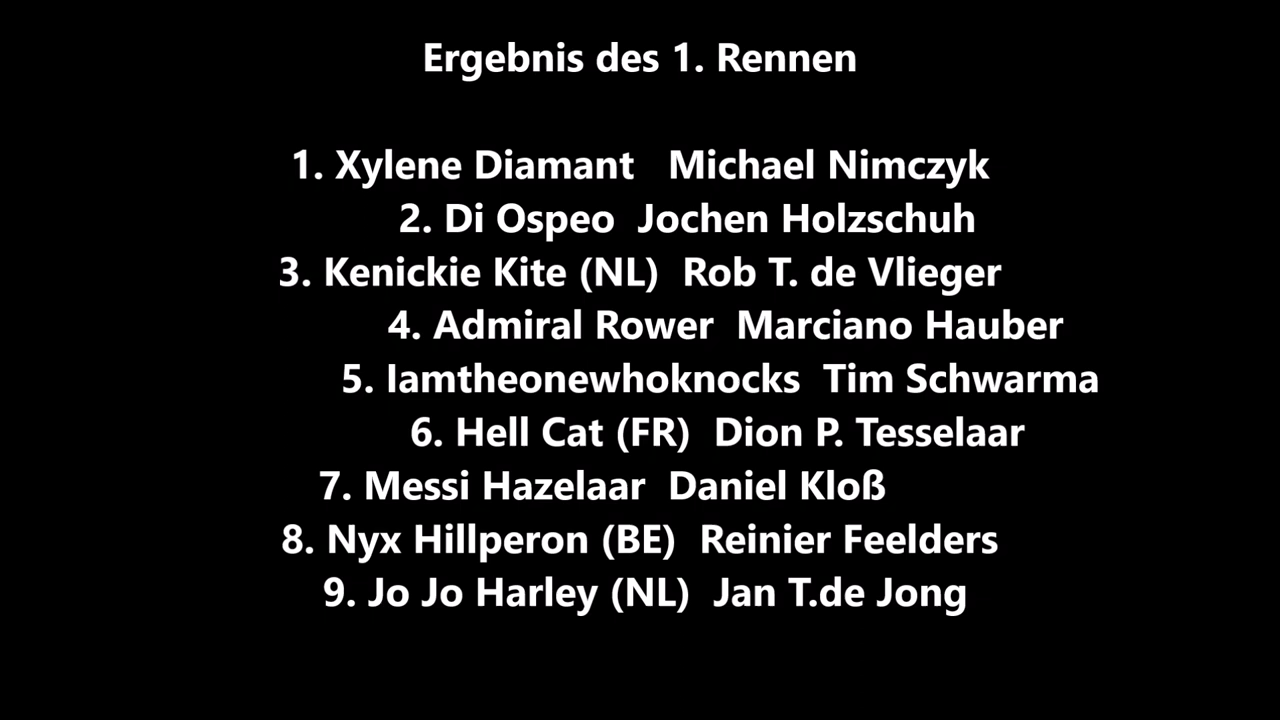 Ergebnis des 1. Rennen
1. Xylene Diamant   Michael Nimczyk
2. Di Ospeo  Jochen Holzschuh
3. Kenickie Kite (NL)  Rob T. de Vlieger
4. Admiral Rower  Marciano Hauber
5. Iamtheonewhoknocks  Tim Schwarma
6. Hell Cat (FR)  Dion P. Tesselaar
7. Messi Hazelaar  Daniel Kloß
8. Nyx Hillperon (BE)  Reinier Feelders
9. Jo Jo Harley (NL)  Jan T.de Jong